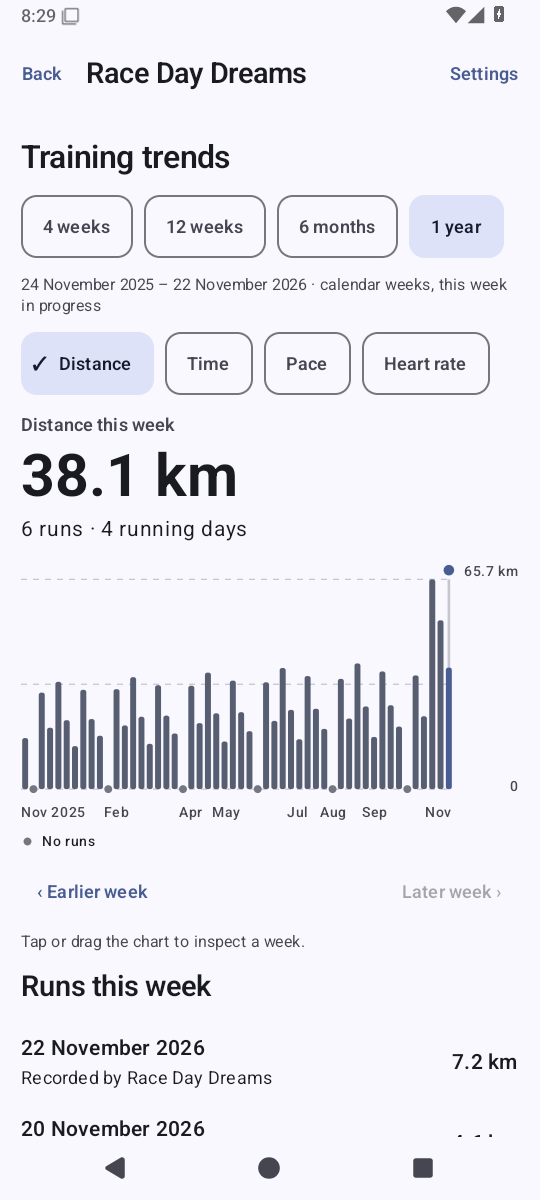 8:29
Back Race Day Dreams Settings
Training trends
4 weeks 12 weeks 6 months 1 year
24 November 2025 – 22 November 2026 · calendar weeks, this week
in progress
✓ Distance Time Pace Heart rate
Distance this week
38.1 km
6 runs · 4 running days
65.7 km
0
Nov 2025 Feb Apr May Jul Aug Sep Nov
No runs
‹ Earlier week Later week ›
Tap or drag the chart to inspect a week.
Runs this week
22 November 2026
7.2 km
Recorded by Race Day Dreams
20 November 2026